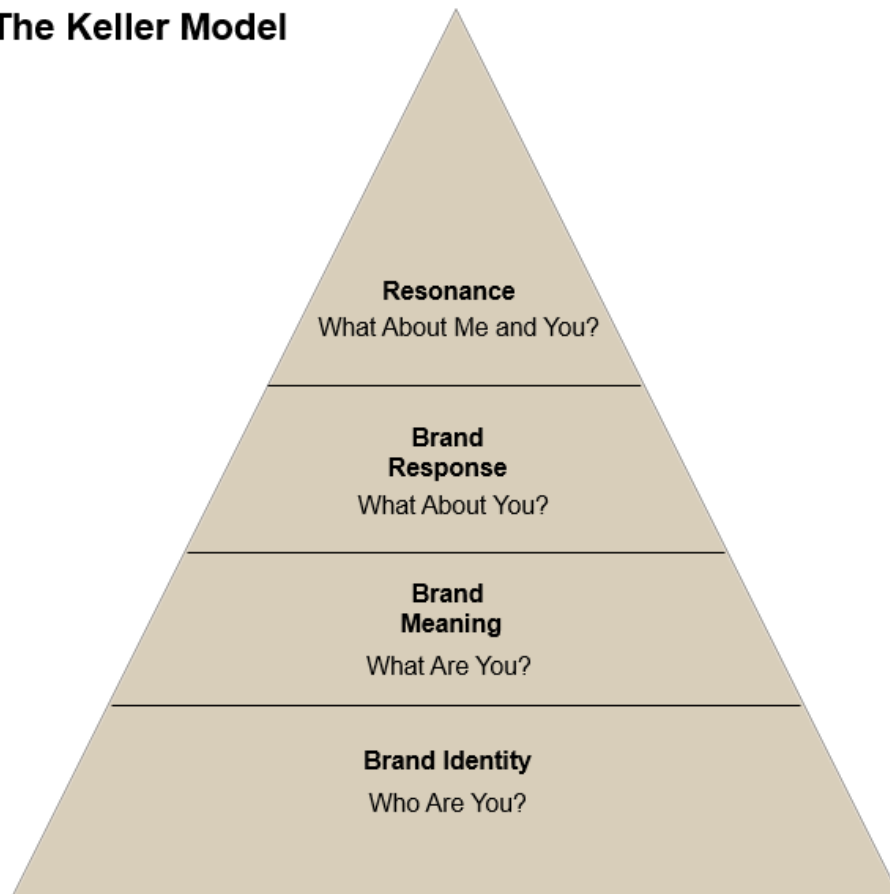 The Keller Model
Resonance
What About Me and You?
Brand
Response
What About You?
Brand
Meaning
What Are You?
Brand Identity
Who Are You?